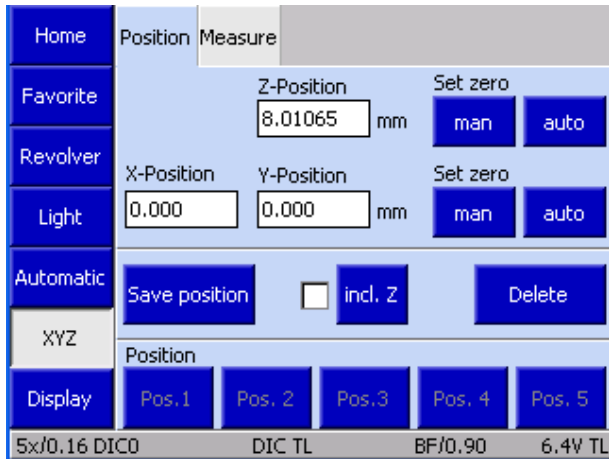 Home
Position Measure
Favorite
Z-Position Set zero
8.01065 mm man auto
Revolver
X-Position Y-Position Set zero
Light
0.000 0.000 mm man auto
Automatic
Save position incl. Z Delete
XYZ
Position
Display Pos.1 Pos. 2 Pos.3 Pos. 4 Pos. 5
5x/0.16 DIC0 DIC TL BF/0.90 6.4V TL